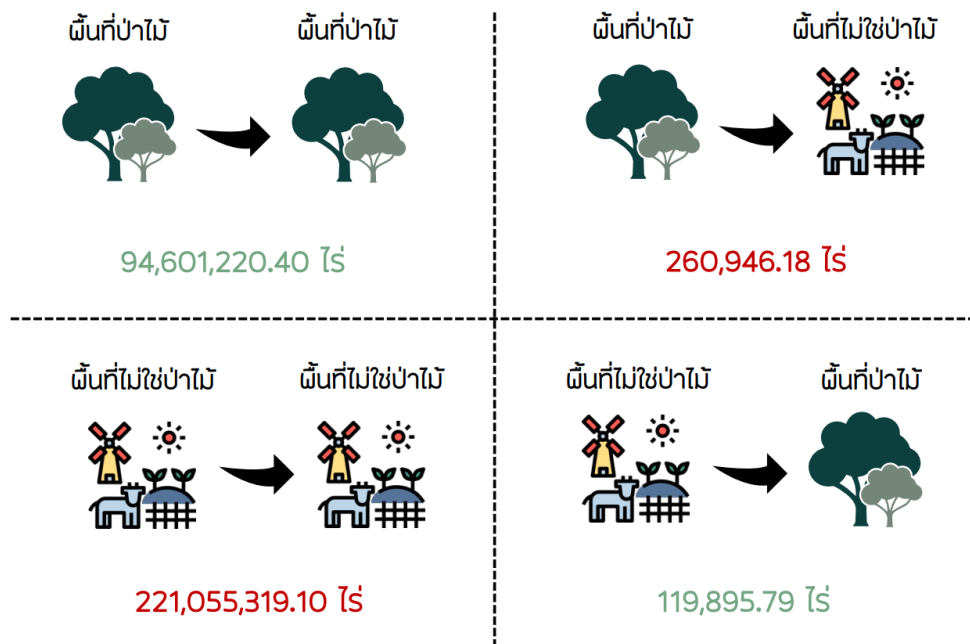 พื้นที่ป่าไม้ พื้นที่ป่าไม้
94,601,220.40 ไร่
พื้นที่ป่าไม้ พื้นที่ไม่ใช่ป่าไม้
260,946.18 ไร่
พื้นที่ไม่ใช่ป่าไม้ พื้นที่ไม่ใช่ป่าไม้
221,055,319.10 ไร่
พื้นที่ไม่ใช่ป่าไม้ พื้นที่ป่าไม้
119,895.79 ไร่